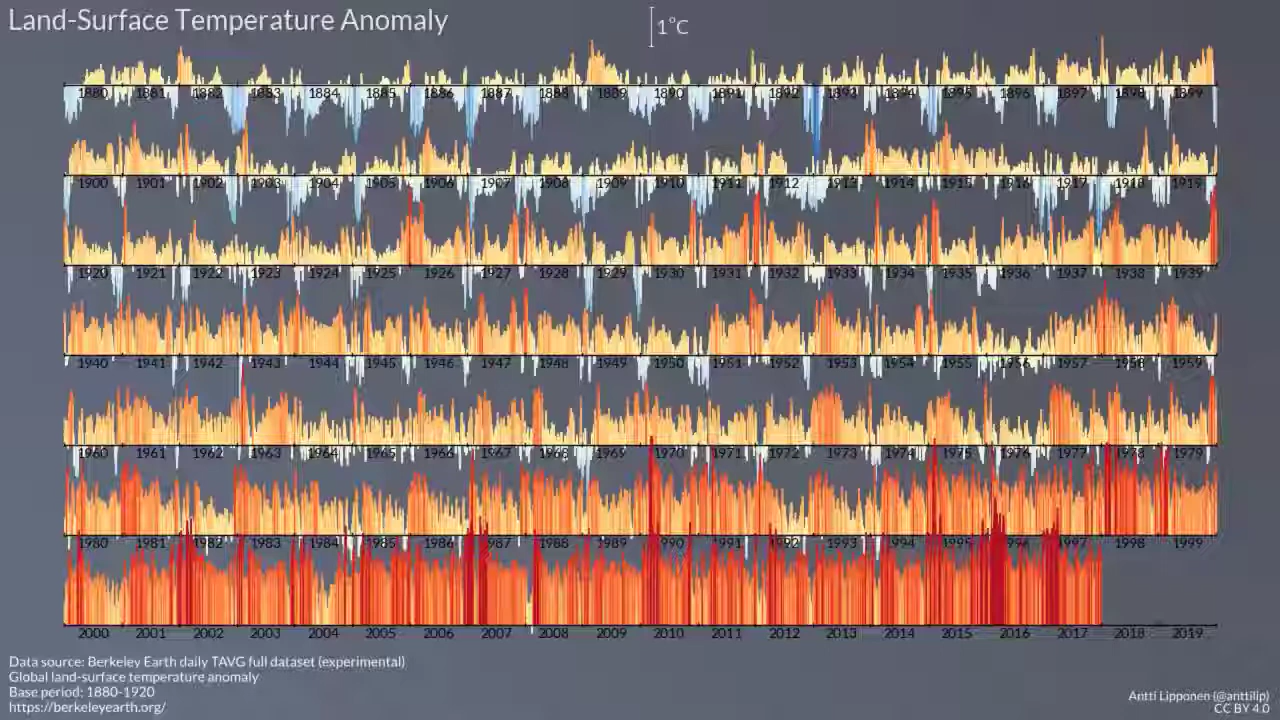 Land-Surface Temperature Anomaly
1°C
1880 1881 1882 1883 1884 1885 1886 1887 1888 1889 1890 1891 1892 1893 1894 1895 1896 1897 1898 1899
1900 1901 1902 1903 1904 1905 1906 1907 1908 1909 1910 1911 1912 1913 1914 1915 1916 1917 1918 1919
1920 1921 1922 1923 1924 1925 1926 1927 1928 1929 1930 1931 1932 1933 1934 1935 1936 1937 1938 1939
1940 1941 1942 1943 1944 1945 1946 1947 1948 1949 1950 1951 1952 1953 1954 1955 1956 1957 1958 1959
1960 1961 1962 1963 1964 1965 1966 1967 1968 1969 1970 1971 1972 1973 1974 1975 1976 1977 1978 1979
1980 1981 1982 1983 1984 1985 1986 1987 1988 1989 1990 1991 1992 1993 1994 1995 1996 1997 1998 1999
2000 2001 2002 2003 2004 2005 2006 2007 2008 2009 2010 2011 2012 2013 2014 2015 2016 2017 2018 2019
Data source: Berkeley Earth daily TAVG full dataset (experimental)
Global land-surface temperature anomaly
Base period: 1880-1920
https://berkeleyearth.org/
Antti Lipponen (@anttilip)
CC BY 4.0